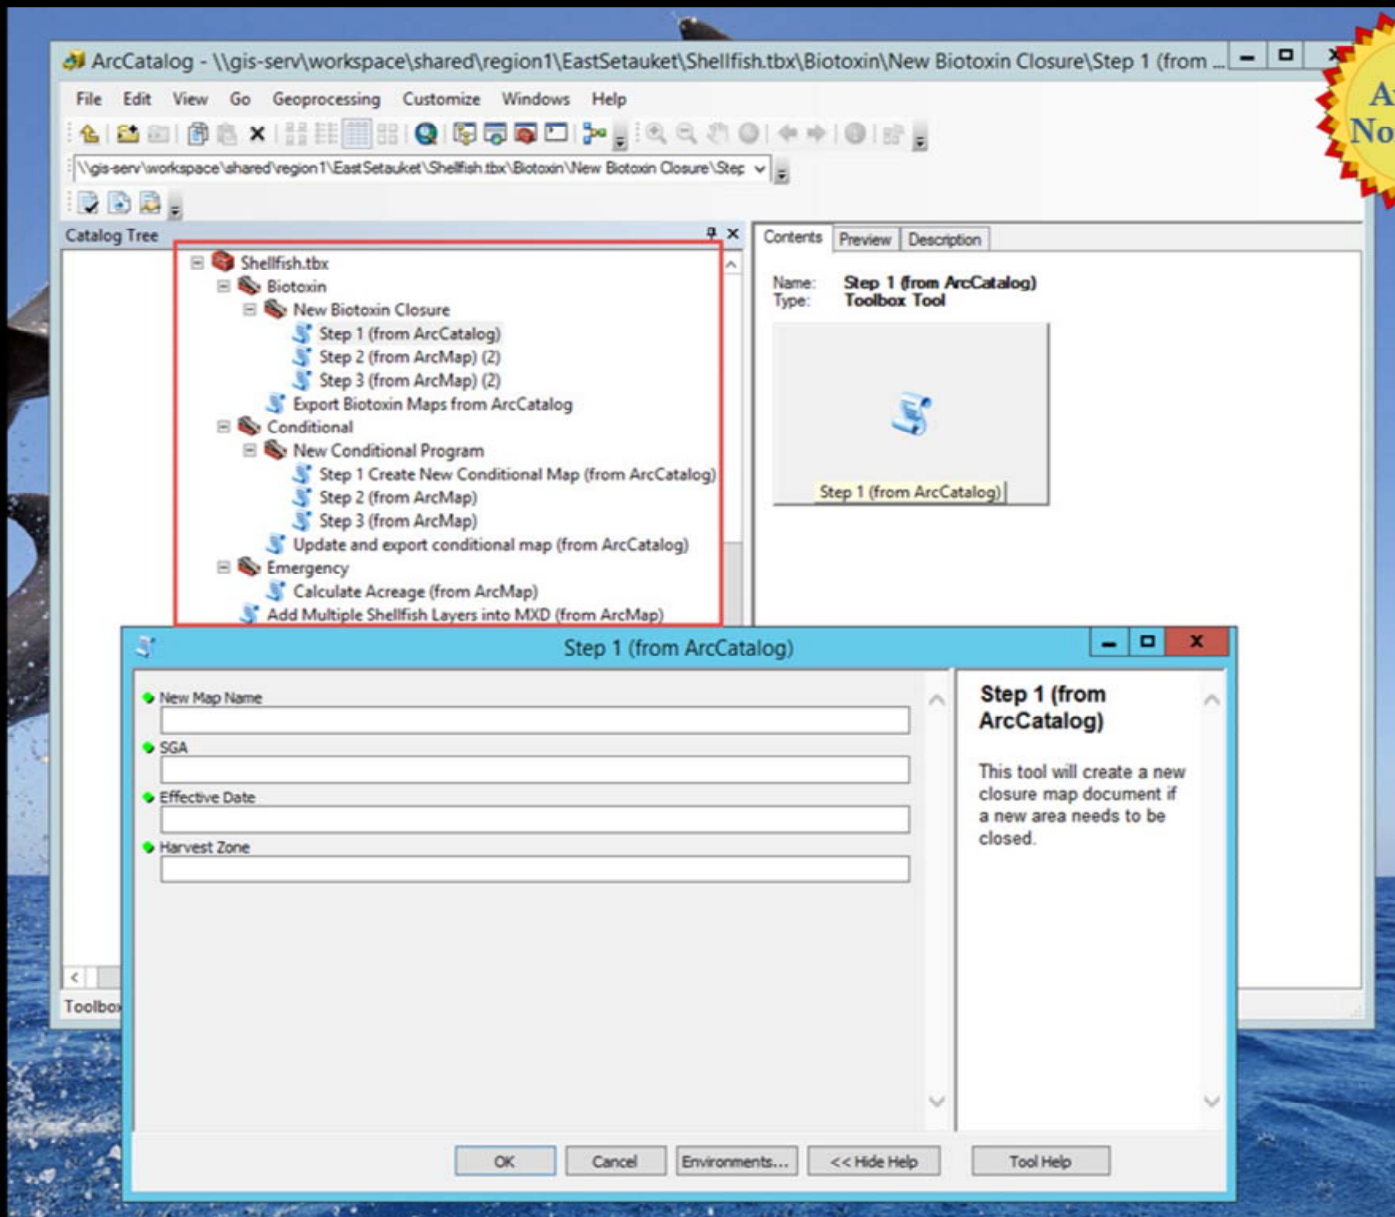 ArcCatalog - \\gis-serv\workspace\shared\region1\EastSetauket\Shellfish.tbx\Biotoxin\New Biotoxin Closure\Step 1 (from ...
File Edit View Go Geoprocessing Customize Windows Help
\\gis-serv\workspace\shared\region1\EastSetauket\Shellfish.tbx\Biotoxin\New Biotoxin Closure\Step
Catalog Tree
Shellfish.tbx
Biotoxin
New Biotoxin Closure
Step 1 (from ArcCatalog)
Step 2 (from ArcMap) (2)
Step 3 (from ArcMap) (2)
Export Biotoxin Maps from ArcCatalog
Conditional
New Conditional Program
Step 1 Create New Conditional Map (from ArcCatalog)
Step 2 (from ArcMap)
Step 3 (from ArcMap)
Update and export conditional map (from ArcCatalog)
Emergency
Calculate Acreage (from ArcMap)
Add Multiple Shellfish Layers into MXD (from ArcMap)
Contents Preview Description
Name: Step 1 (from ArcCatalog)
Type: Toolbox Tool
Step 1 (from ArcCatalog)
Toolbox
Step 1 (from ArcCatalog)
New Map Name
SGA
Effective Date
Harvest Zone
Step 1 (from
ArcCatalog)
This tool will create a new
closure map document if
a new area needs to be
closed.
OK Cancel Environments... << Hide Help Tool Help